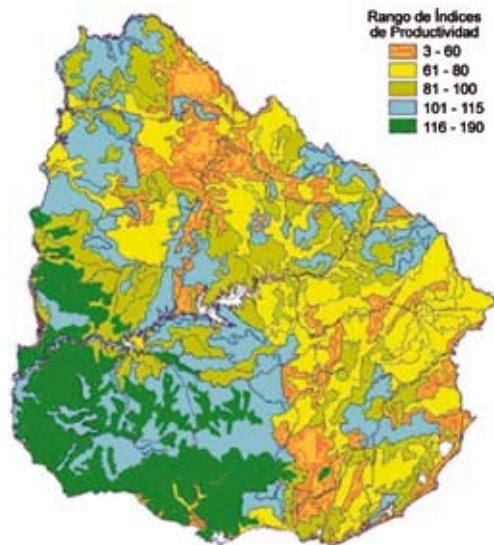 Rango de Índices
de Productividad
3 - 60
61 - 80
81 - 100
101 - 115
116 - 190